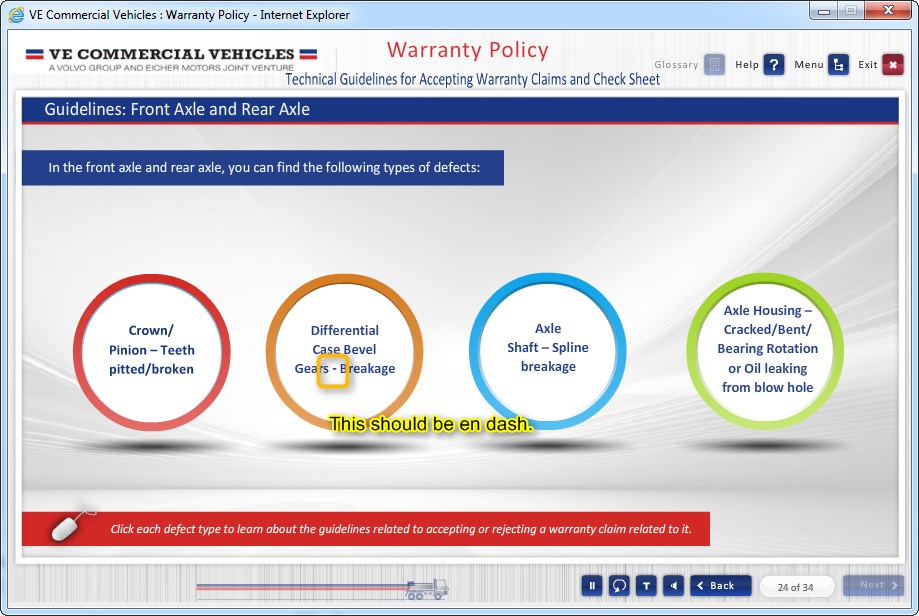 VE Commercial Vehicles : Warranty Policy - Internet Explorer
VE COMMERCIAL VEHICLES
A VOLVO GROUP AND EICHER MOTORS JOINT VENTURE
Warranty Policy
Technical Guidelines for Accepting Warranty Claims and Check Sheet
Glossary
Help ?
Menu
Exit
Guidelines: Front Axle and Rear Axle
In the front axle and rear axle, you can find the following types of defects:
Crown/
Pinion – Teeth
pitted/broken
Differential
Case Bevel
Gears - Breakage
Axle
Shaft – Spline
breakage
Axle Housing –
Cracked/Bent/
Bearing Rotation
or Oil leaking
from blow hole
This should be en dash.
Click each defect type to learn about the guidelines related to accepting or rejecting a warranty claim related to it.
T
Back
24 of 34
Next